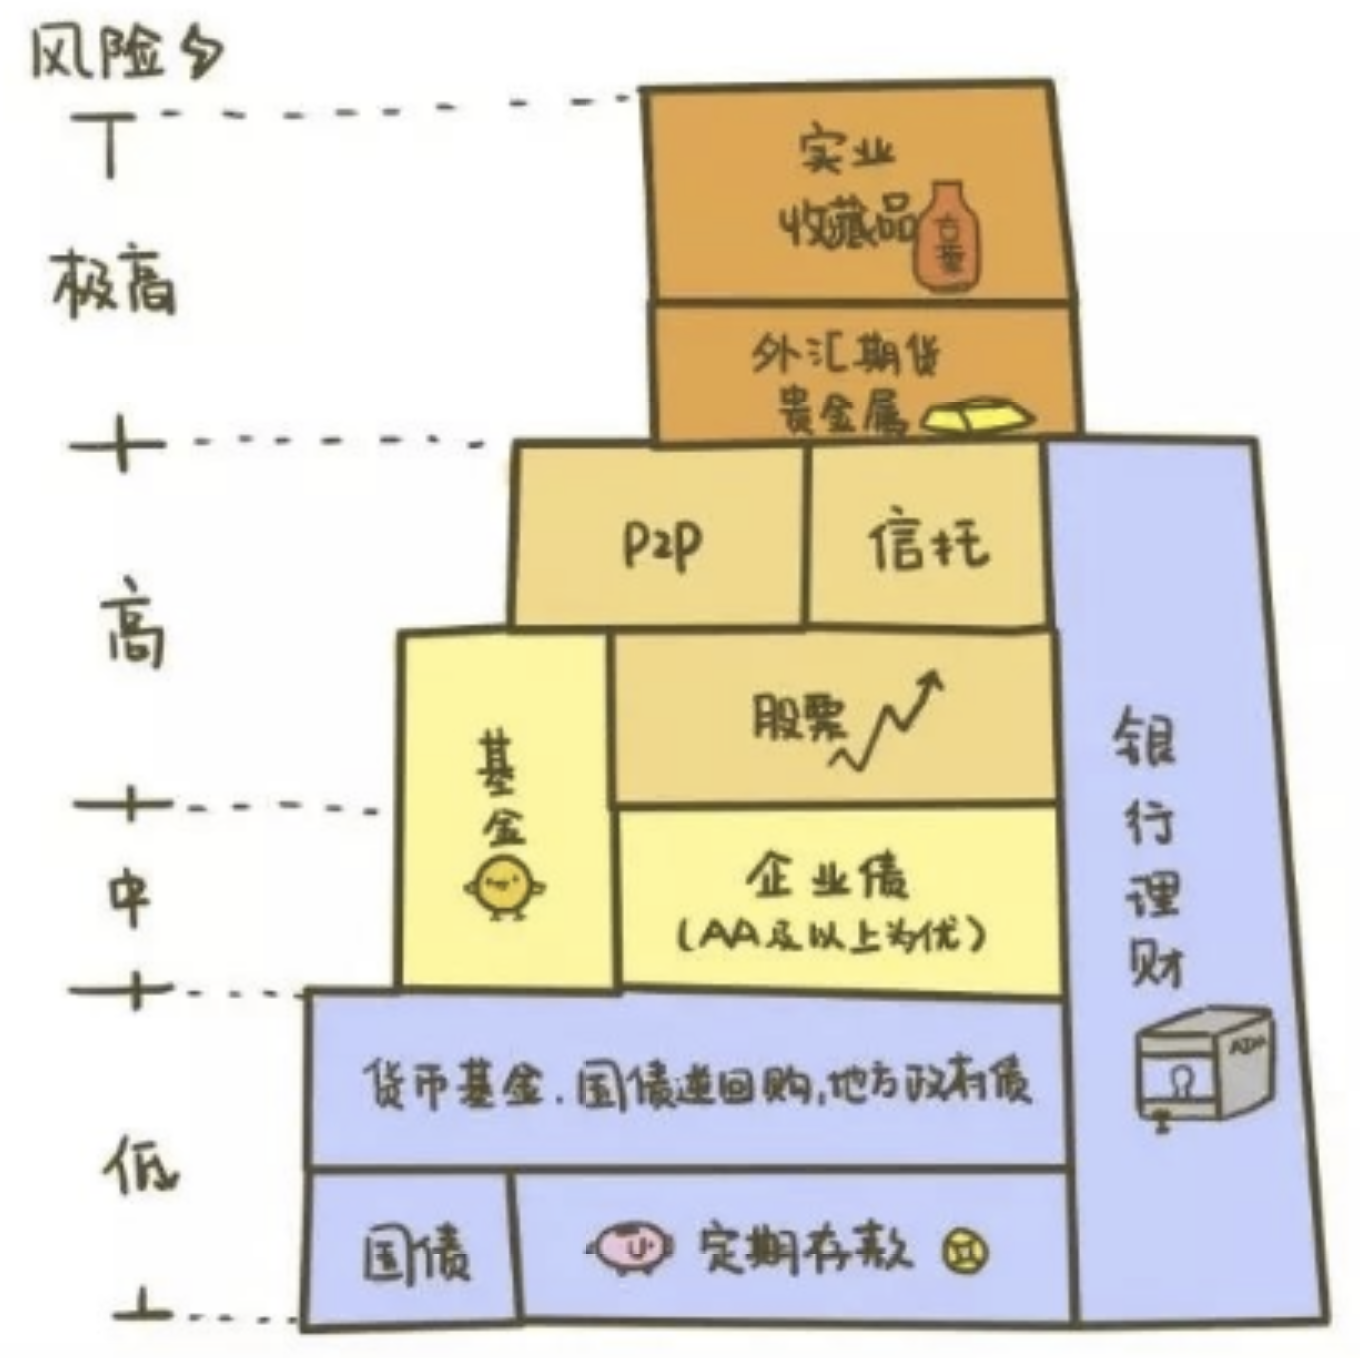 风险
极高
高
中
低
实业
收藏品
古董
外汇期货
贵金属
P2P
信托
基金
股票
企业债
(AA及以上为优)
银行理财
货币基金.国债逆回购,地方政府债
国债
定期存款